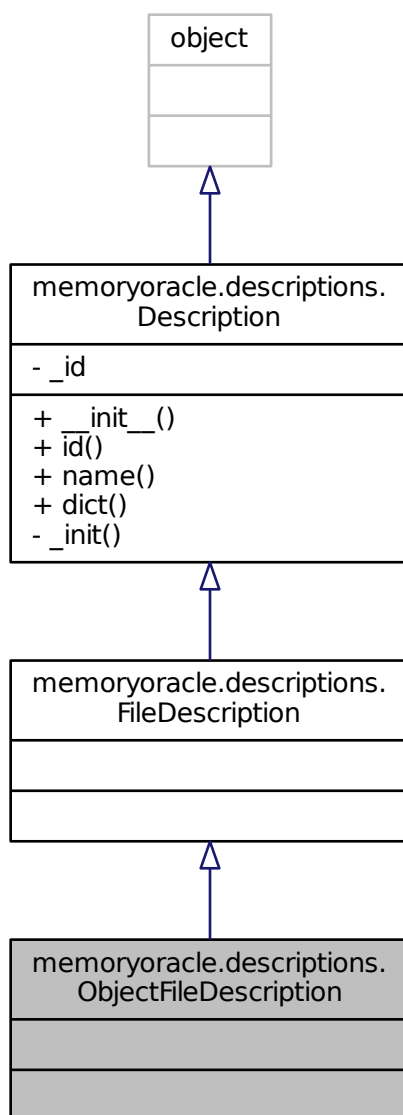 object
memoryoracle.descriptions.
Description
- _id
+ __init__()
+ id()
+ name()
+ dict()
- _init()
memoryoracle.descriptions.
FileDescription
memoryoracle.descriptions.
ObjectFileDescription